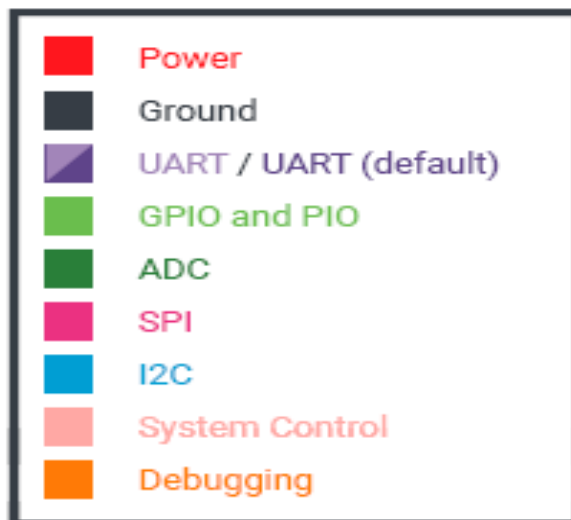 Power
Ground
UART / UART (default)
GPIO and PIO
ADC
SPI
I2C
System Control
Debugging